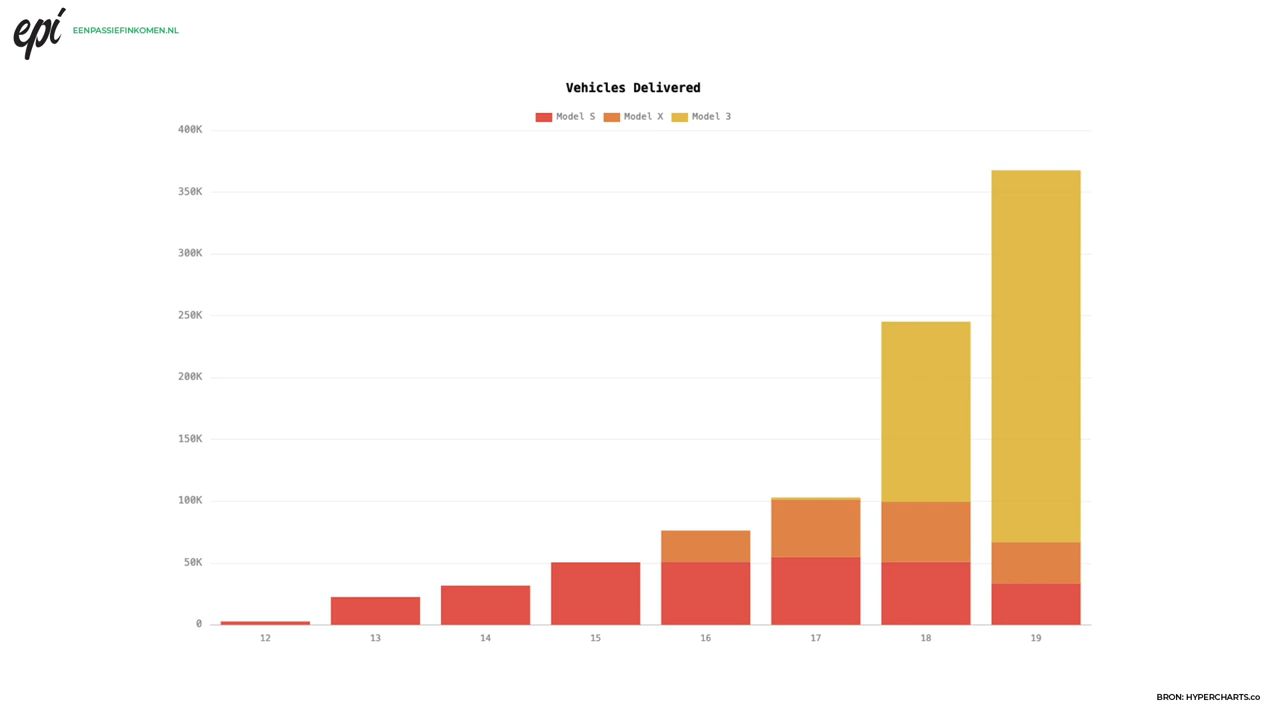 epi
EENPASSIEFINKOMEN.NL
Vehicles Delivered
Model S Model X Model 3
400K
350K
300K
250K
200K
150K
100K
50K
0
12 13 14 15 16 17 18 19
BRON: HYPERCHARTS.co